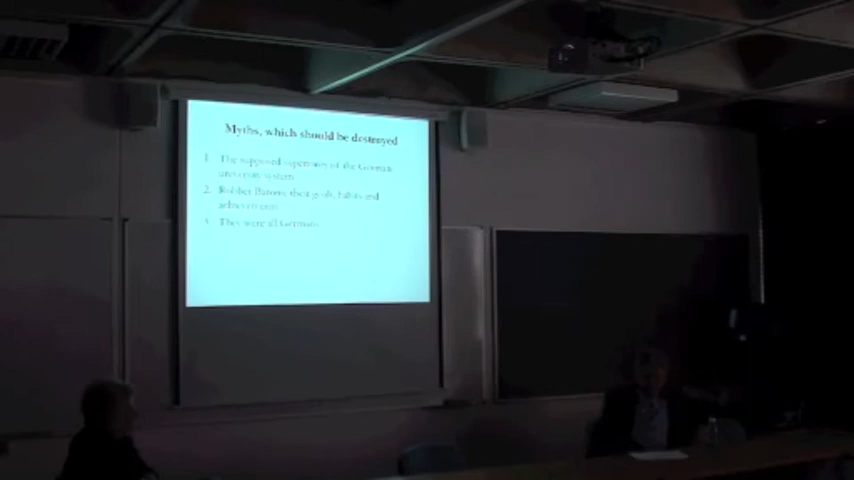 Myths, which should be destroyed
1. The supposed superiority of the German
university system
2. Robber Barons, their goals, habits and
achievements
3. They were all Germans